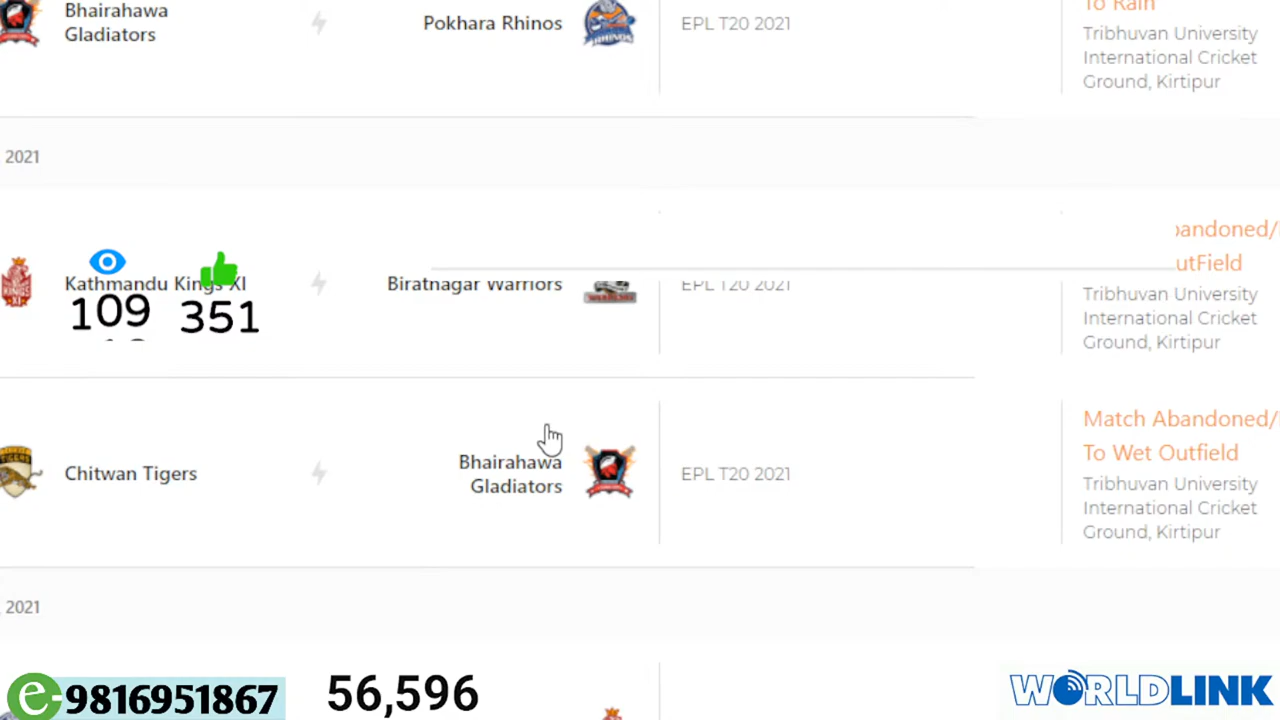 Bhairahawa
Gladiators
Pokhara Rhinos
EPL T20 2021
To Rain
Tribhuvan University
International Cricket
Ground, Kirtipur
, 2021
Kathmandu Kings XI
109
351
Biratnagar Warriors
EPL T20 2021
bandoned/
utField
Tribhuvan University
International Cricket
Ground, Kirtipur
Chitwan Tigers
Bhairahawa
Gladiators
EPL T20 2021
Match Abandoned/
To Wet Outfield
Tribhuvan University
International Cricket
Ground, Kirtipur
, 2021
e-9816951867
56,596
WORLDLINK